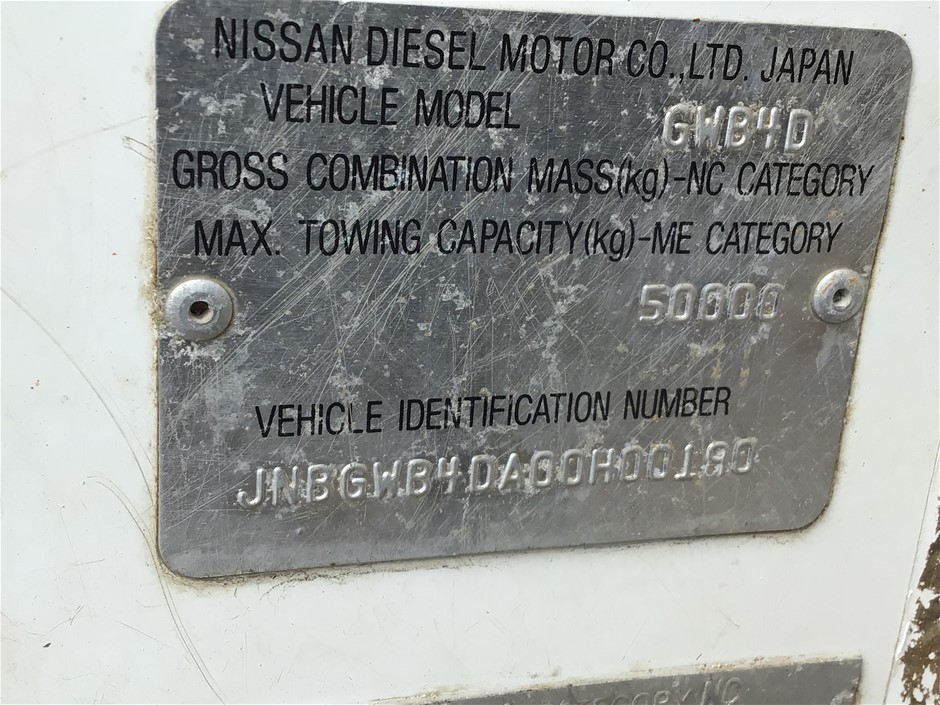 NISSAN DIESEL MOTOR CO.,LTD. JAPAN
VEHICLE MODEL GWB4D
GROSS COMBINATION MASS(kg)-NC CATEGORY
MAX. TOWING CAPACITY(kg)-ME CATEGORY
50000
VEHICLE IDENTIFICATION NUMBER
JNBGWB4DA00H00180
NC